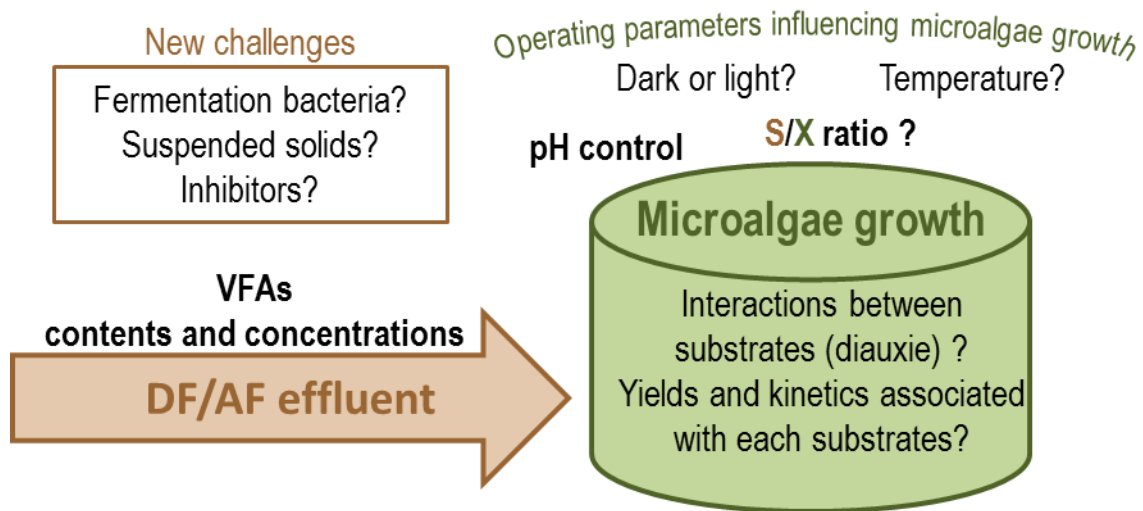 New challenges
Fermentation bacteria?
Suspended solids?
Inhibitors?
Operating parameters influencing microalgae growth
Dark or light?
Temperature?
pH control
S/X ratio ?
VFAs
contents and concentrations
DF/AF effluent
Microalgae growth
Interactions between
substrates (diauxie) ?
Yields and kinetics associated
with each substrates?